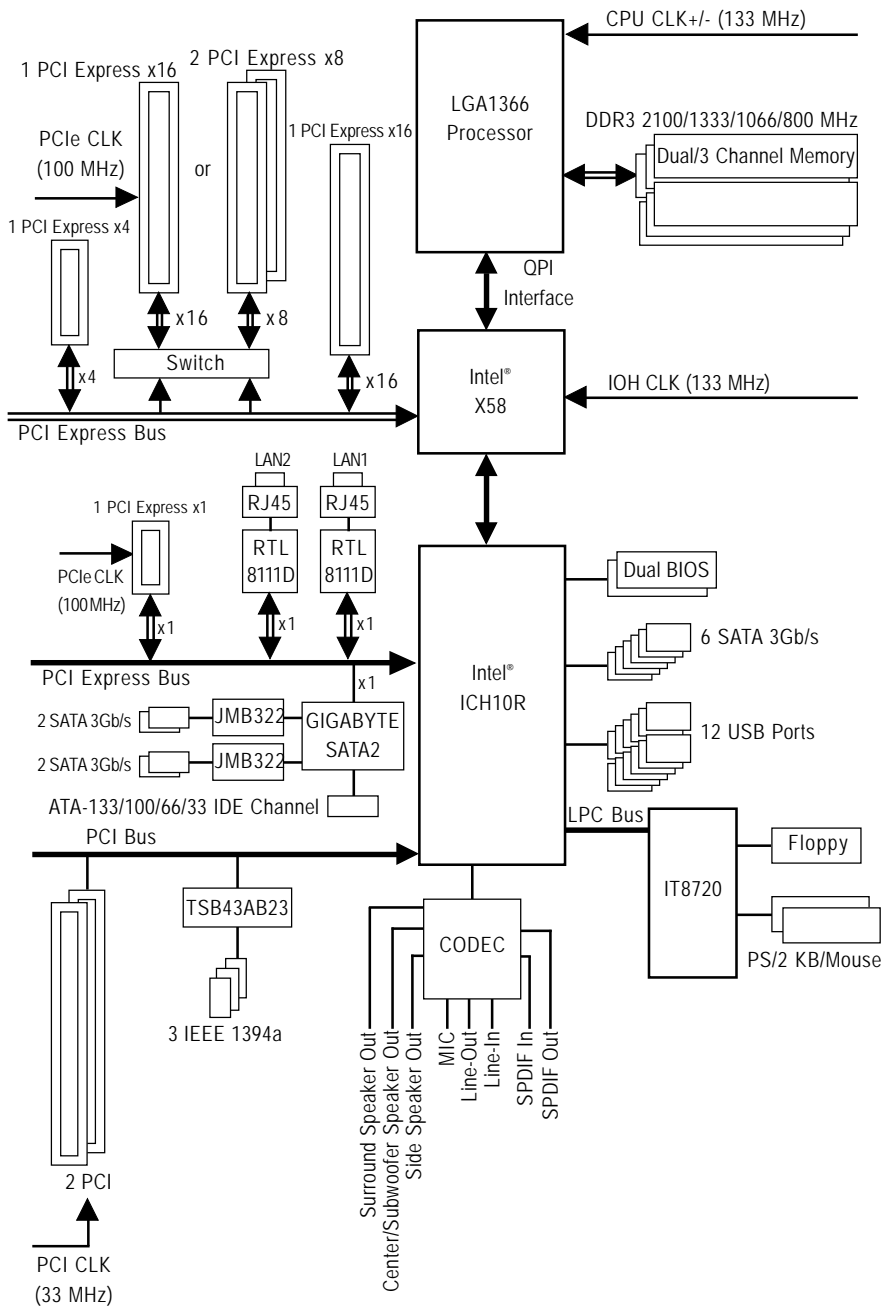 CPU CLK+/- (133 MHz)
2 PCI Express x8
1 PCI Express x16
LGA1366
Processor
DDR3 2100/1333/1066/800 MHz
Dual/3 Channel Memory
1 PCI Express x16
PCIe CLK
(100 MHz)
or
1 PCI Express x4
QPI
Interface
x16
x8
Switch
x4
x16
Intel®
X58
IOH CLK (133 MHz)
PCI Express Bus
LAN2
LAN1
RJ45
RJ45
1 PCI Express x1
RTL
8111D
RTL
8111D
PCIe CLK
(100 MHz)
x1
x1
x1
Dual BIOS
6 SATA 3Gb/s
Intel®
ICH10R
PCI Express Bus
x1
2 SATA 3Gb/s
JMB322
GIGABYTE
SATA2
2 SATA 3Gb/s
JMB322
12 USB Ports
ATA-133/100/66/33 IDE Channel
LPC Bus
PCI Bus
Floppy
IT8720
TSB43AB23
CODEC
PS/2 KB/Mouse
3 IEEE 1394a
Surround Speaker Out
Center/Subwoofer Speaker Out
Side Speaker Out
MIC
Line-Out
Line-In
SPDIF In
SPDIF Out
2 PCI
PCI CLK
(33 MHz)